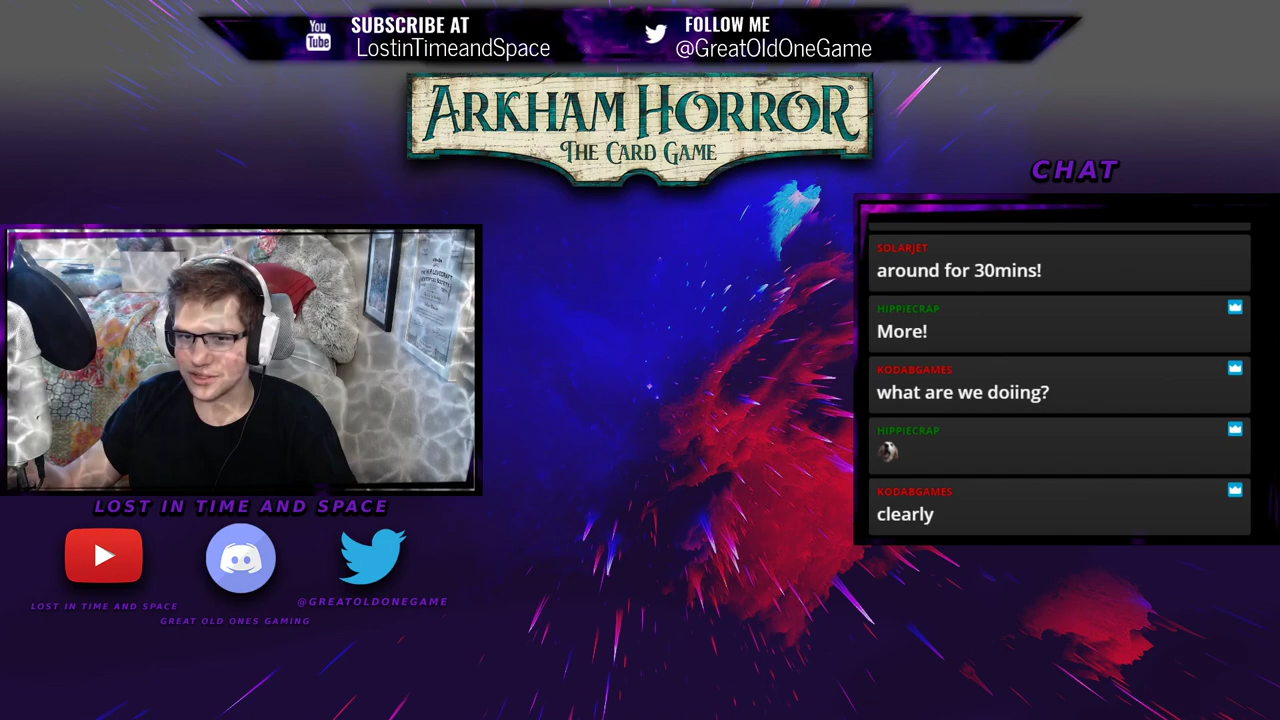 You
Tube
SUBSCRIBE AT
LostinTimeandSpace
FOLLOW ME
@GreatOldOneGame
ARKHAM HORROR®
THE CARD GAME
CHAT
SOLARJET
around for 30mins!
HIPPIECRAP
More!
KODABGAMES
what are we doiing?
HIPPIECRAP
KODABGAMES
clearly
LOST IN TIME AND SPACE
LOST IN TIME AND SPACE
GREAT OLD ONES GAMING
@GREATOLDONEGAME